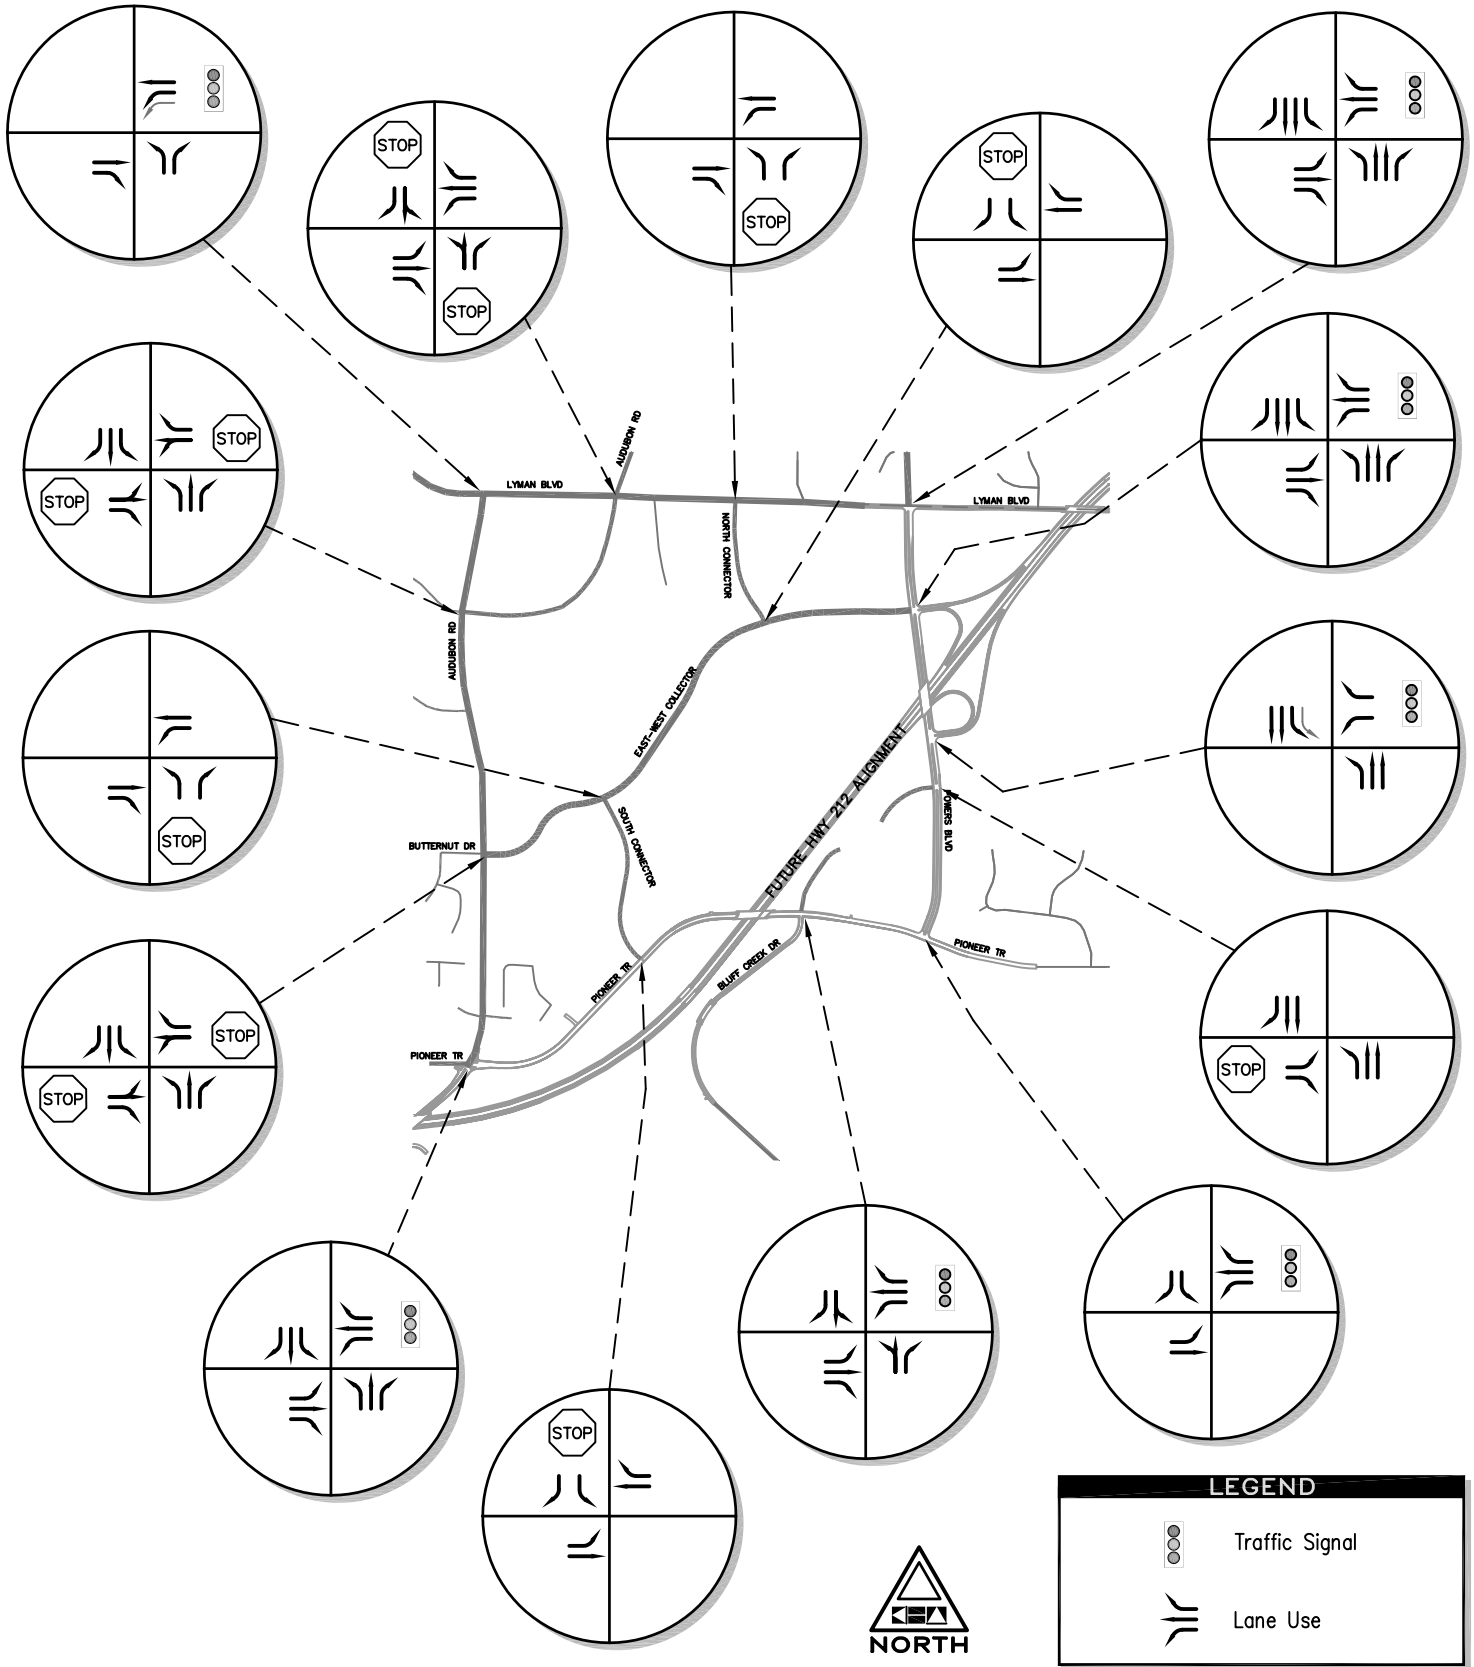 STOP
STOP
STOP
STOP
STOP
STOP
AUDUBON RD
LYMAN BLVD
LYMAN BLVD
NORTH CONNECTOR
AUDUBON RD
EAST-WEST COLLECTOR
FUTURE HWY 212 ALIGNMENT
POWERS BLVD
SOUTH CONNECTOR
BUTTERNUT DR
STOP
PIONEER TR
BLUFF CREEK DR
PIONEER TR
STOP
STOP
STOP
PIONEER TR
STOP
LEGEND
Traffic Signal
Lane Use
NORTH